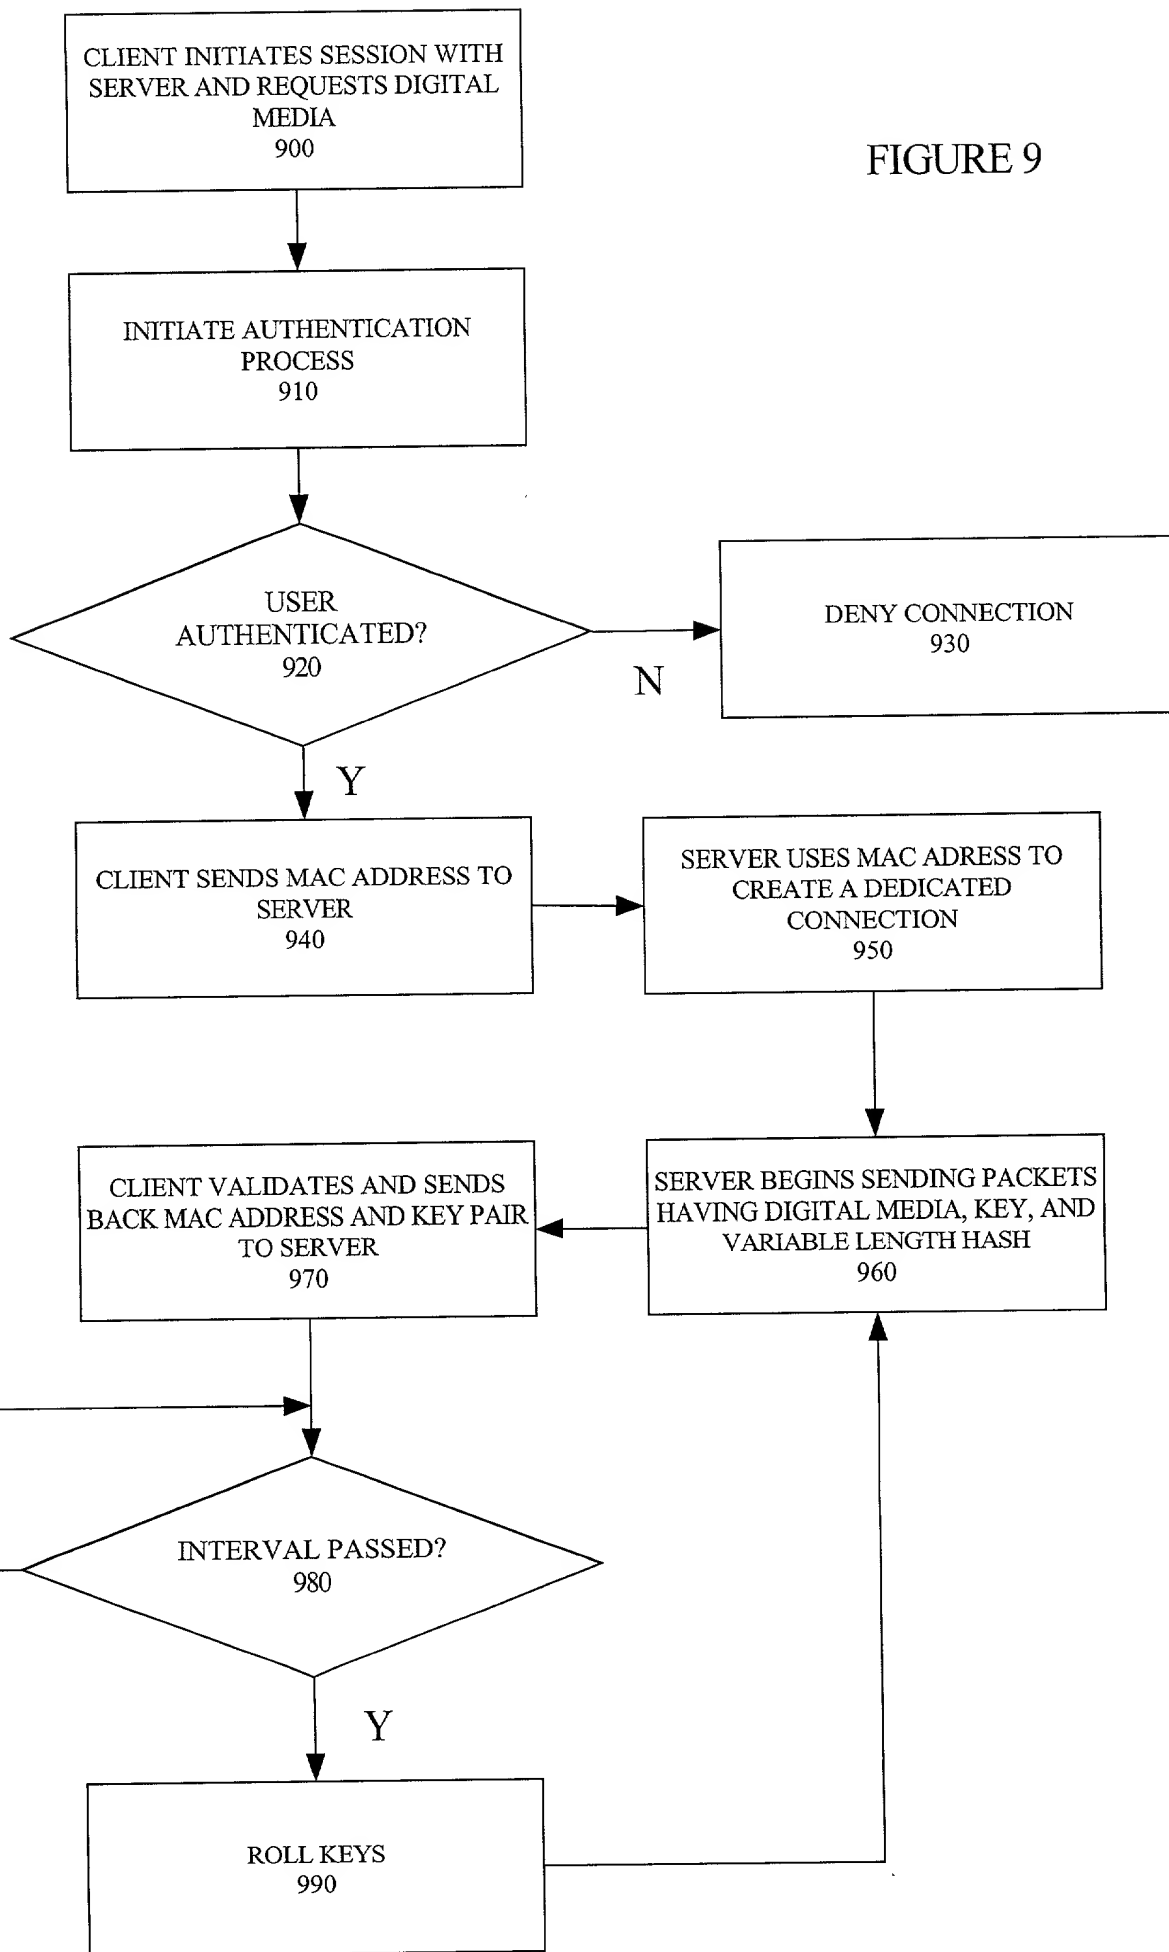 CLIENT INITIATES SESSION WITH
SERVER AND REQUESTS DIGITAL
MEDIA
900
FIGURE 9
INITIATE AUTHENTICATION
PROCESS
910
USER
AUTHENTICATED?
920
N
DENY CONNECTION
930
Y
CLIENT SENDS MAC ADDRESS TO
SERVER
940
SERVER USES MAC ADRESS TO
CREATE A DEDICATED
CONNECTION
950
SERVER BEGINS SENDING PACKETS
HAVING DIGITAL MEDIA, KEY, AND
VARIABLE LENGTH HASH
960
CLIENT VALIDATES AND SENDS
BACK MAC ADDRESS AND KEY PAIR
TO SERVER
970
INTERVAL PASSED?
980
Y
ROLL KEYS
990